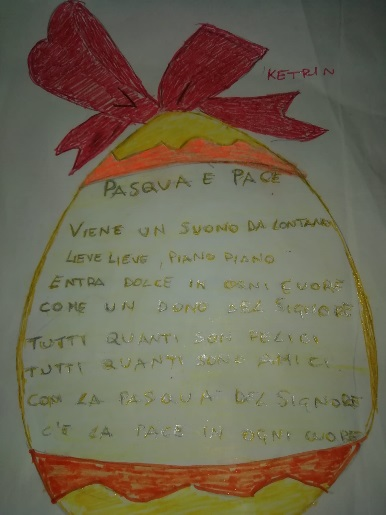 KETRIN
PASQUA È PACE
VIENE UN SUONO DA LONTANO
LIEVE LIEVE, PIANO PIANO
ENTRA DOLCE IN OGNI CUORE
COME UN DONO DEL SIGNORE
TUTTI QUANTI SON FELICI
TUTTI QUANTI SONO AMICI
CON LA PASQUA DEL SIGNORE
C'È LA PACE IN OGNI CUORE